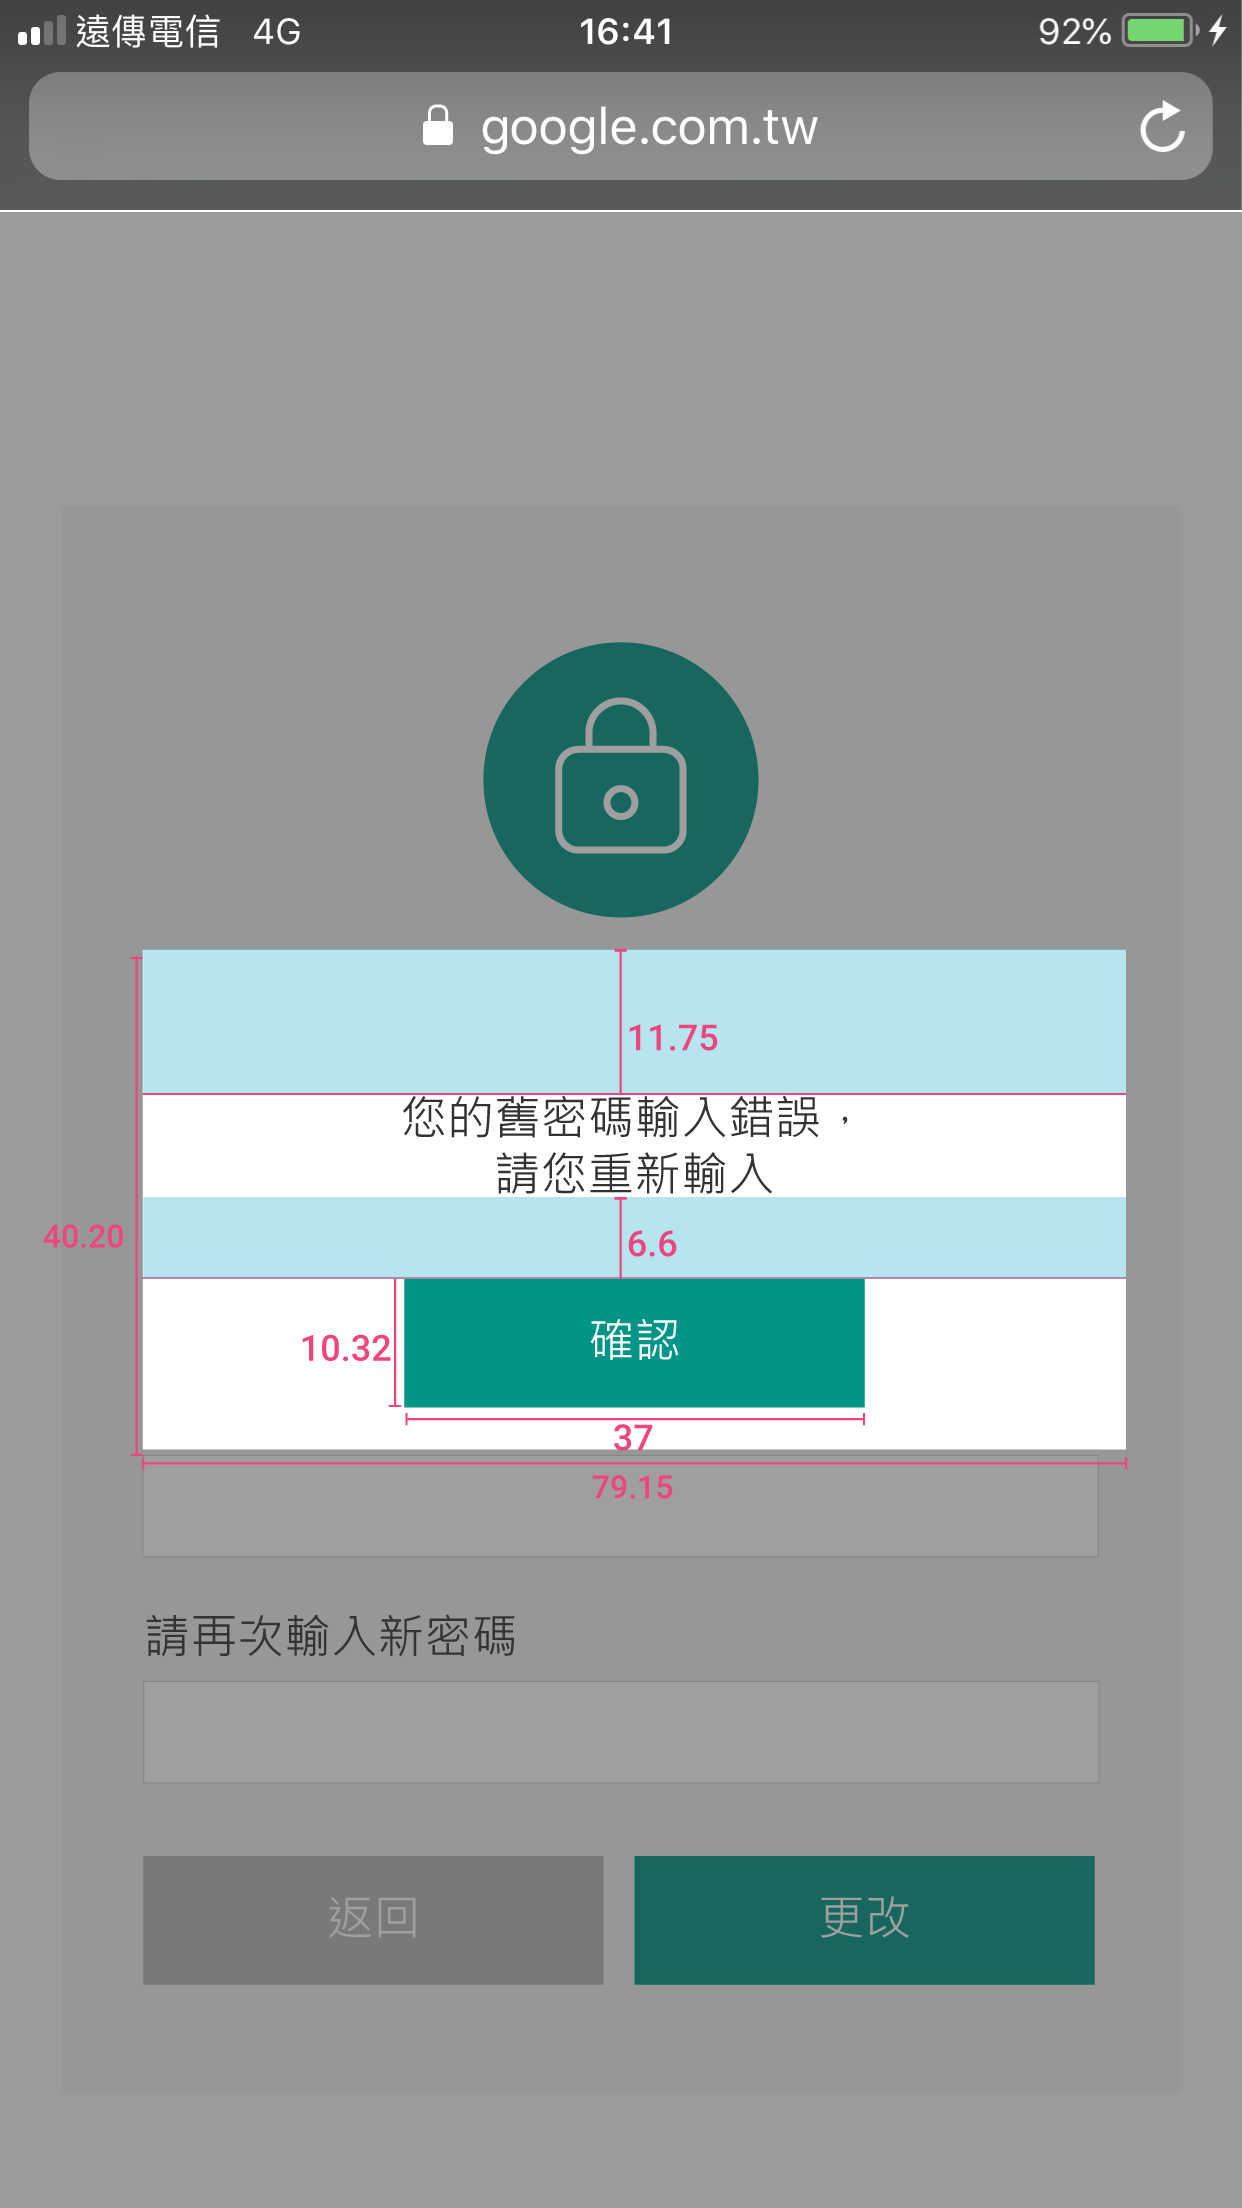 遠傳電信 4G 16:41 92%
google.com.tw
11.75
您的舊密碼輸入錯誤，
請您重新輸入
40.20
6.6
確認
10.32
37
79.15
請再次輸入新密碼
返回
更改